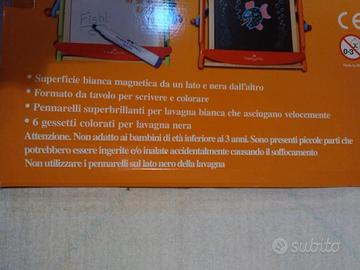 Fish!
CE
0-3
• Superficie bianca magnetica da un lato e nera dall'altro
• Formato da tavolo per scrivere e colorare
• Pennarelli superbrillanti per lavagna bianca che asciugano velocemente
• 6 gessetti colorati per lavagna nera
Attenzione. Non adatto ai bambini di età inferiore ai 3 anni. Sono presenti piccole parti che
potrebbero essere ingerite e/o inalate accidentalmente causando il soffocamento
Non utilizzare i pennarelli sul lato nero della lavagna
subito